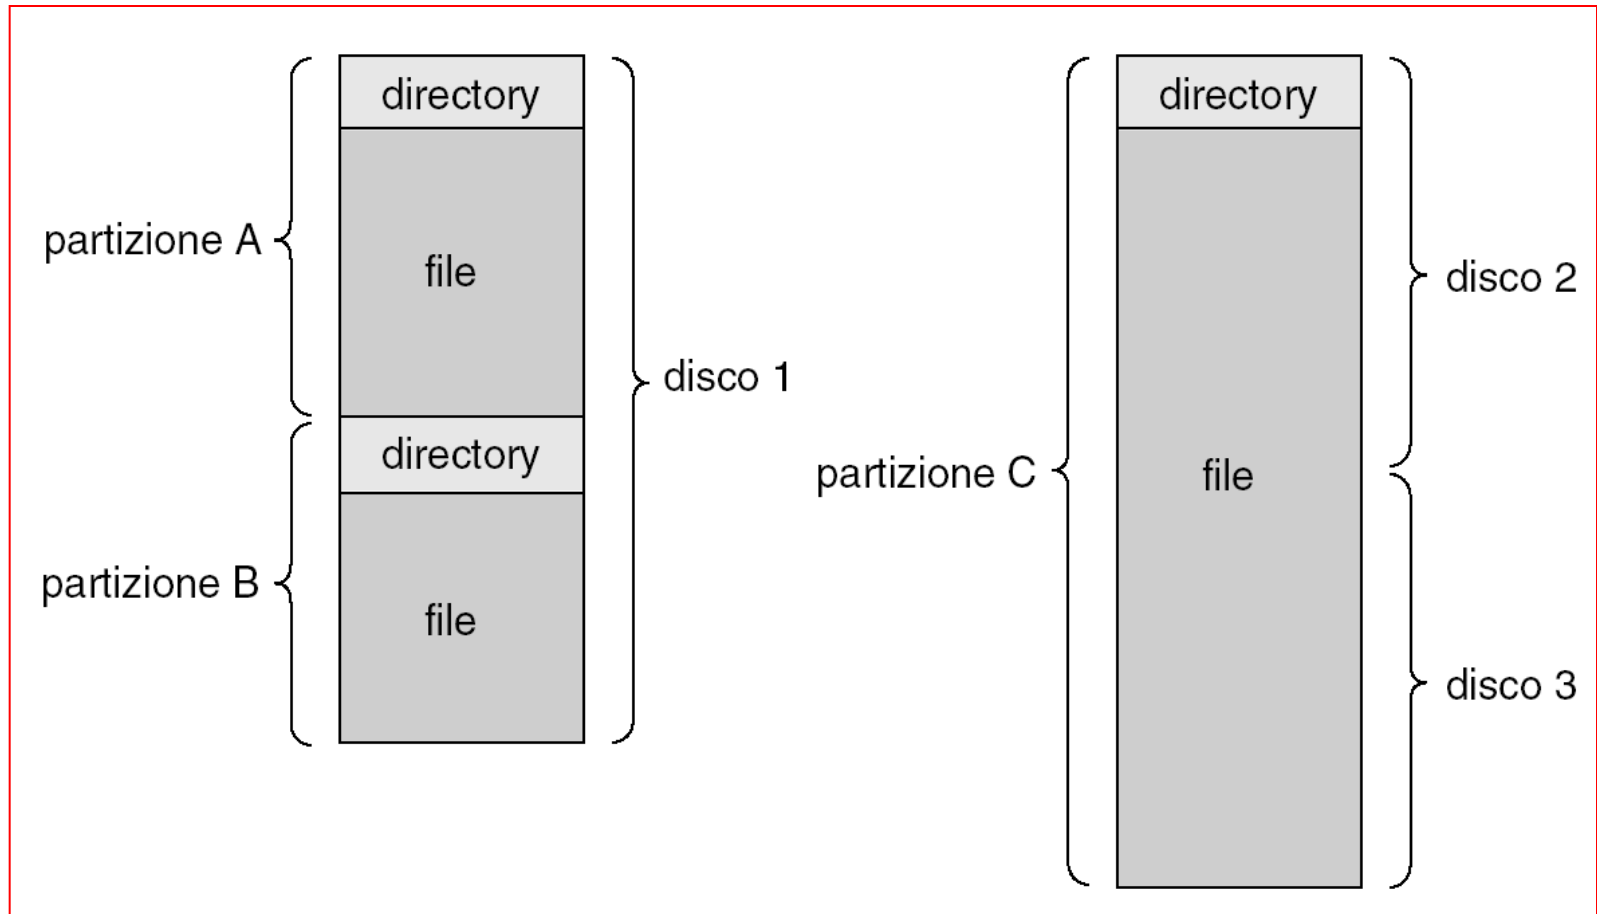 directory
partizione A
file
disco 1
directory
partizione B
file
directory
disco 2
partizione C
file
disco 3